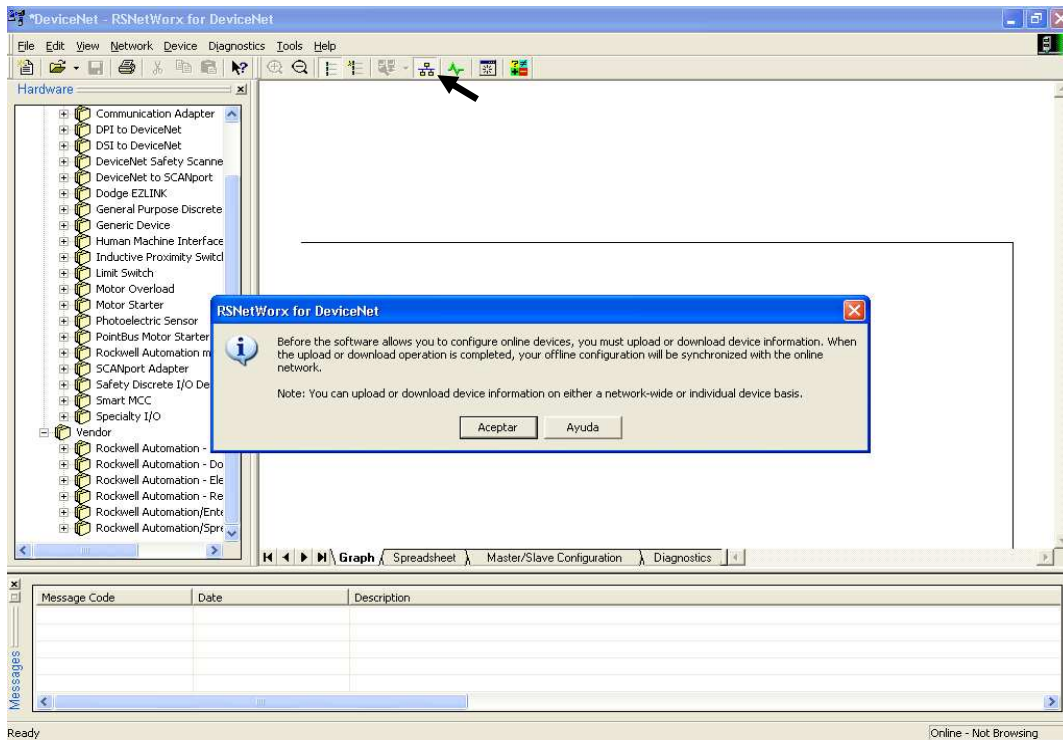 *DeviceNet - RSNetWorx for DeviceNet
File Edit View Network Device Diagnostics Tools Help
Hardware
Communication Adapter
DPI to DeviceNet
DSI to DeviceNet
DeviceNet Safety Scanne
DeviceNet to SCANport
Dodge EZLINK
General Purpose Discrete
Generic Device
Human Machine Interface
Inductive Proximity Switcl
Limit Switch
Motor Overload
Motor Starter
Photoelectric Sensor
PointBus Motor Starter
Rockwell Automation m
SCANport Adapter
Safety Discrete I/O De
Smart MCC
Specialty I/O
Vendor
Rockwell Automation -
Rockwell Automation - Do
Rockwell Automation - Ele
Rockwell Automation - Re
Rockwell Automation/Ente
Rockwell Automation/Spre
RSNetWorx for DeviceNet
Before the software allows you to configure online devices, you must upload or download device information. When
the upload or download operation is completed, your offline configuration will be synchronized with the online
network.
Note: You can upload or download device information on either a network-wide or individual device basis.
Aceptar Ayuda
Graph Spreadsheet Master/Slave Configuration Diagnostics
Messages
Message Code Date Description
Ready Online - Not Browsing